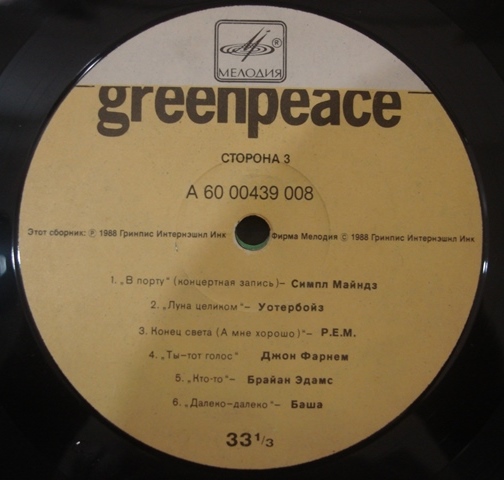 ®
МЕЛОДИЯ
greenpeace
СТОРОНА 3
А 60 00439 008
Этот сборник: ℗ 1988 Гринпис Интернэшнл Инк Фирма Мелодия © 1988 Гринпис Интернэшнл Инк
1. „В порту" (концертная запись)– Симпл Майндз
2. „Луна целиком"– Уотербойз
3. Конец света (А мне хорошо)"– Р.Е.М.
4. „Ты–тот голос" Джон Фарнем
5. „Кто-то"– Брайан Эдамс
6. „Далеко-далеко"– Баша
33 1/3